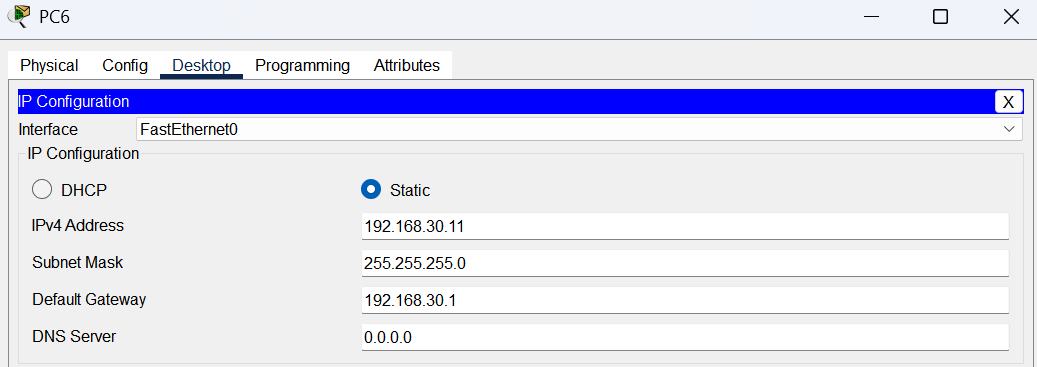 PC6
Physical Config Desktop Programming Attributes
IP Configuration X
Interface FastEthernet0
IP Configuration
DHCP Static
IPv4 Address 192.168.30.11
Subnet Mask 255.255.255.0
Default Gateway 192.168.30.1
DNS Server 0.0.0.0